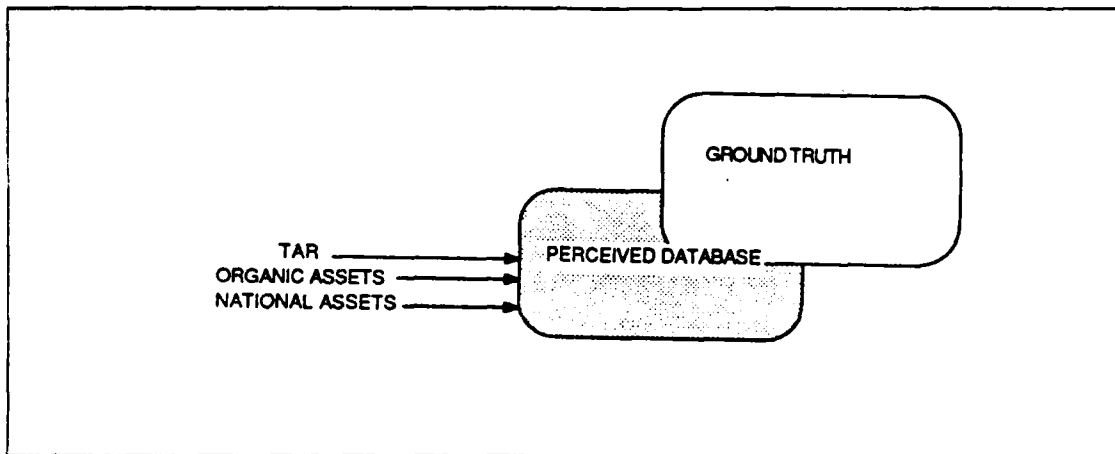 GROUND TRUTH
PERCEIVED DATABASE
TAR
ORGANIC ASSETS
NATIONAL ASSETS